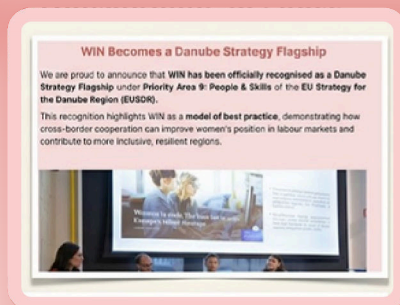 WIN Becomes a Danube Strategy Flagship
We are proud to announce that WIN has been officially recognised as a Danube
Strategy Flagship under Priority Area 9: People & Skills of the EU Strategy for
the Danube Region (EUSDR).
This recognition highlights WIN as a model of best practice, demonstrating how
cross-border cooperation can improve women's position in labour markets and
contribute to more inclusive, resilient regions.